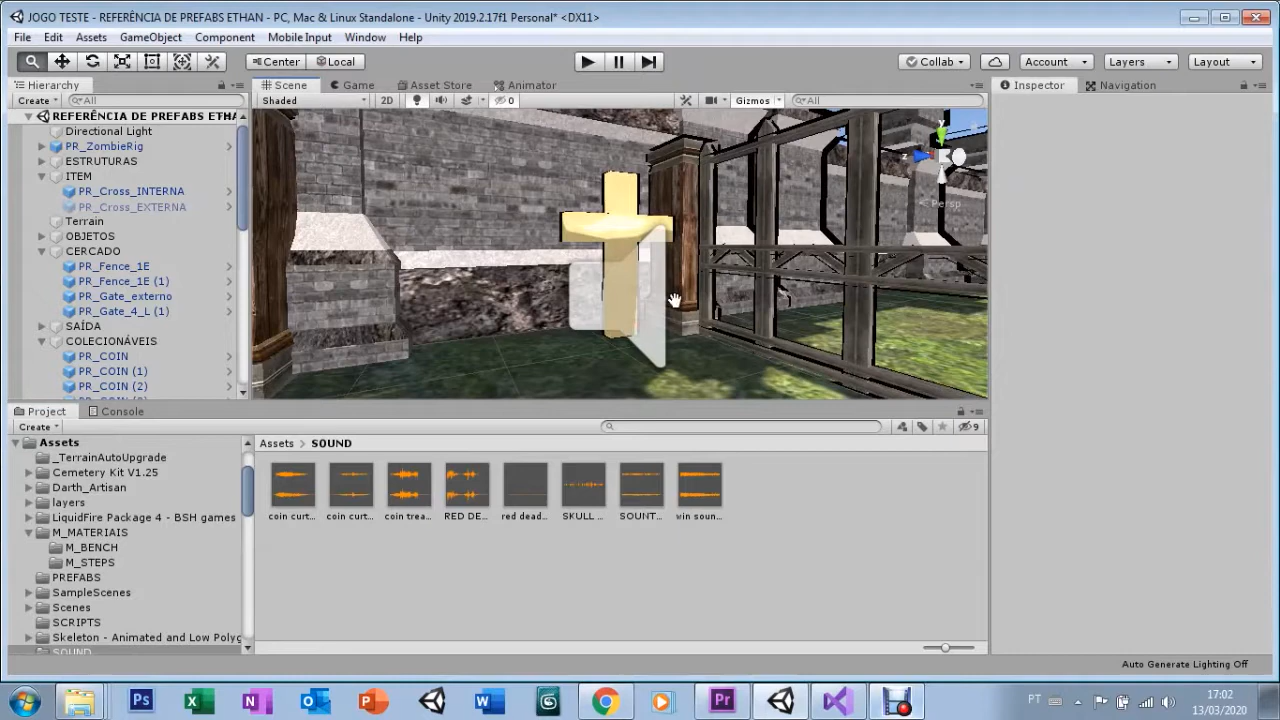 JOGO TESTE - REFERÊNCIA DE PREFABS ETHAN - PC, Mac & Linux Standalone - Unity 2019.2.17f1 Personal* <DX11>
File Edit Assets GameObject Component Mobile Input Window Help
Center Local Collab Account Layers Layout
Hierarchy Scene Game Asset Store Animator Inspector Navigation
Create All Shaded 2D 0 Gizmos All
REFERÊNCIA DE PREFABS ETHAN
Directional Light
PR_ZombieRig
ESTRUTURAS
ITEM
PR_Cross_INTERNA
PR_Cross_EXTERNA
Terrain
OBJETOS
CERCADO
PR_Fence_1E
PR_Fence_1E (1)
PR_Gate_externo
PR_Gate_4_L (1)
SAÍDA
COLECIONÁVEIS
PR_COIN
PR_COIN (1)
PR_COIN (2)
y
z
Persp
Project Console
Create 9
Assets
_TerrainAutoUpgrade
Cemetery Kit V1.25
Darth_Artisan
layers
LiquidFire Package 4 - BSH games
M_MATERIAIS
M_BENCH
M_STEPS
PREFABS
SampleScenes
Scenes
SCRIPTS
Skeleton - Animated and Low Polyg
SOUND
Assets > SOUND
coin curt... coin curt... coin trea... RED DE... red dead... SKULL ... SOUNT... win soun...
Auto Generate Lighting Off
Ps X N O P W Pr
PT 17:02
13/03/2020